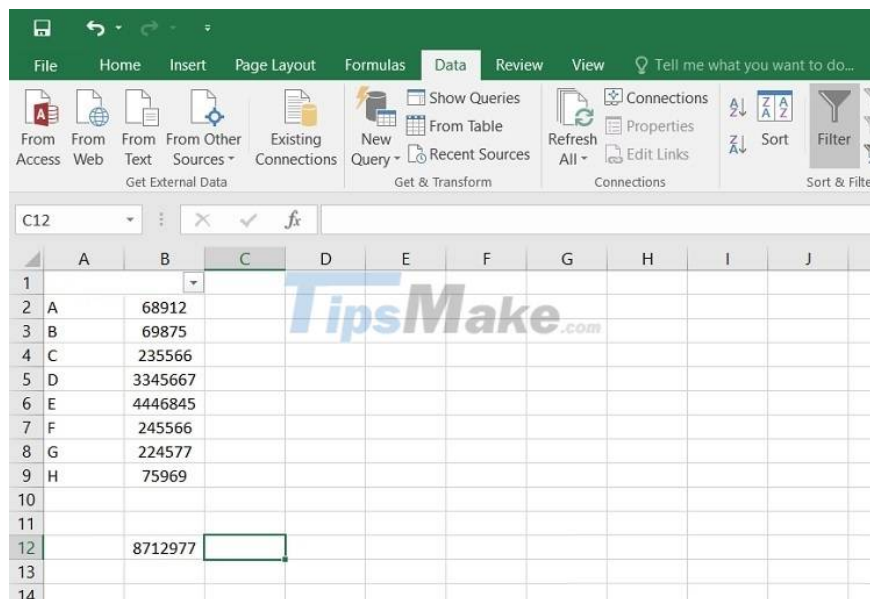 File Home Insert Page Layout Formulas Data Review View Tell me what you want to do...
From Access
From Web
From Text
From Other Sources
Existing Connections
Get External Data
New Query
Show Queries
From Table
Recent Sources
Get & Transform
Refresh All
Connections
Properties
Edit Links
Connections
Sort
Filter
Sort & Filte
C12 fx
A B C D E F G H I J
1
2 A 68912
3 B 69875
4 C 235566
5 D 3345667
6 E 4446845
7 F 245566
8 G 224577
9 H 75969
10
11
12 8712977
13
14
TipsMake.com